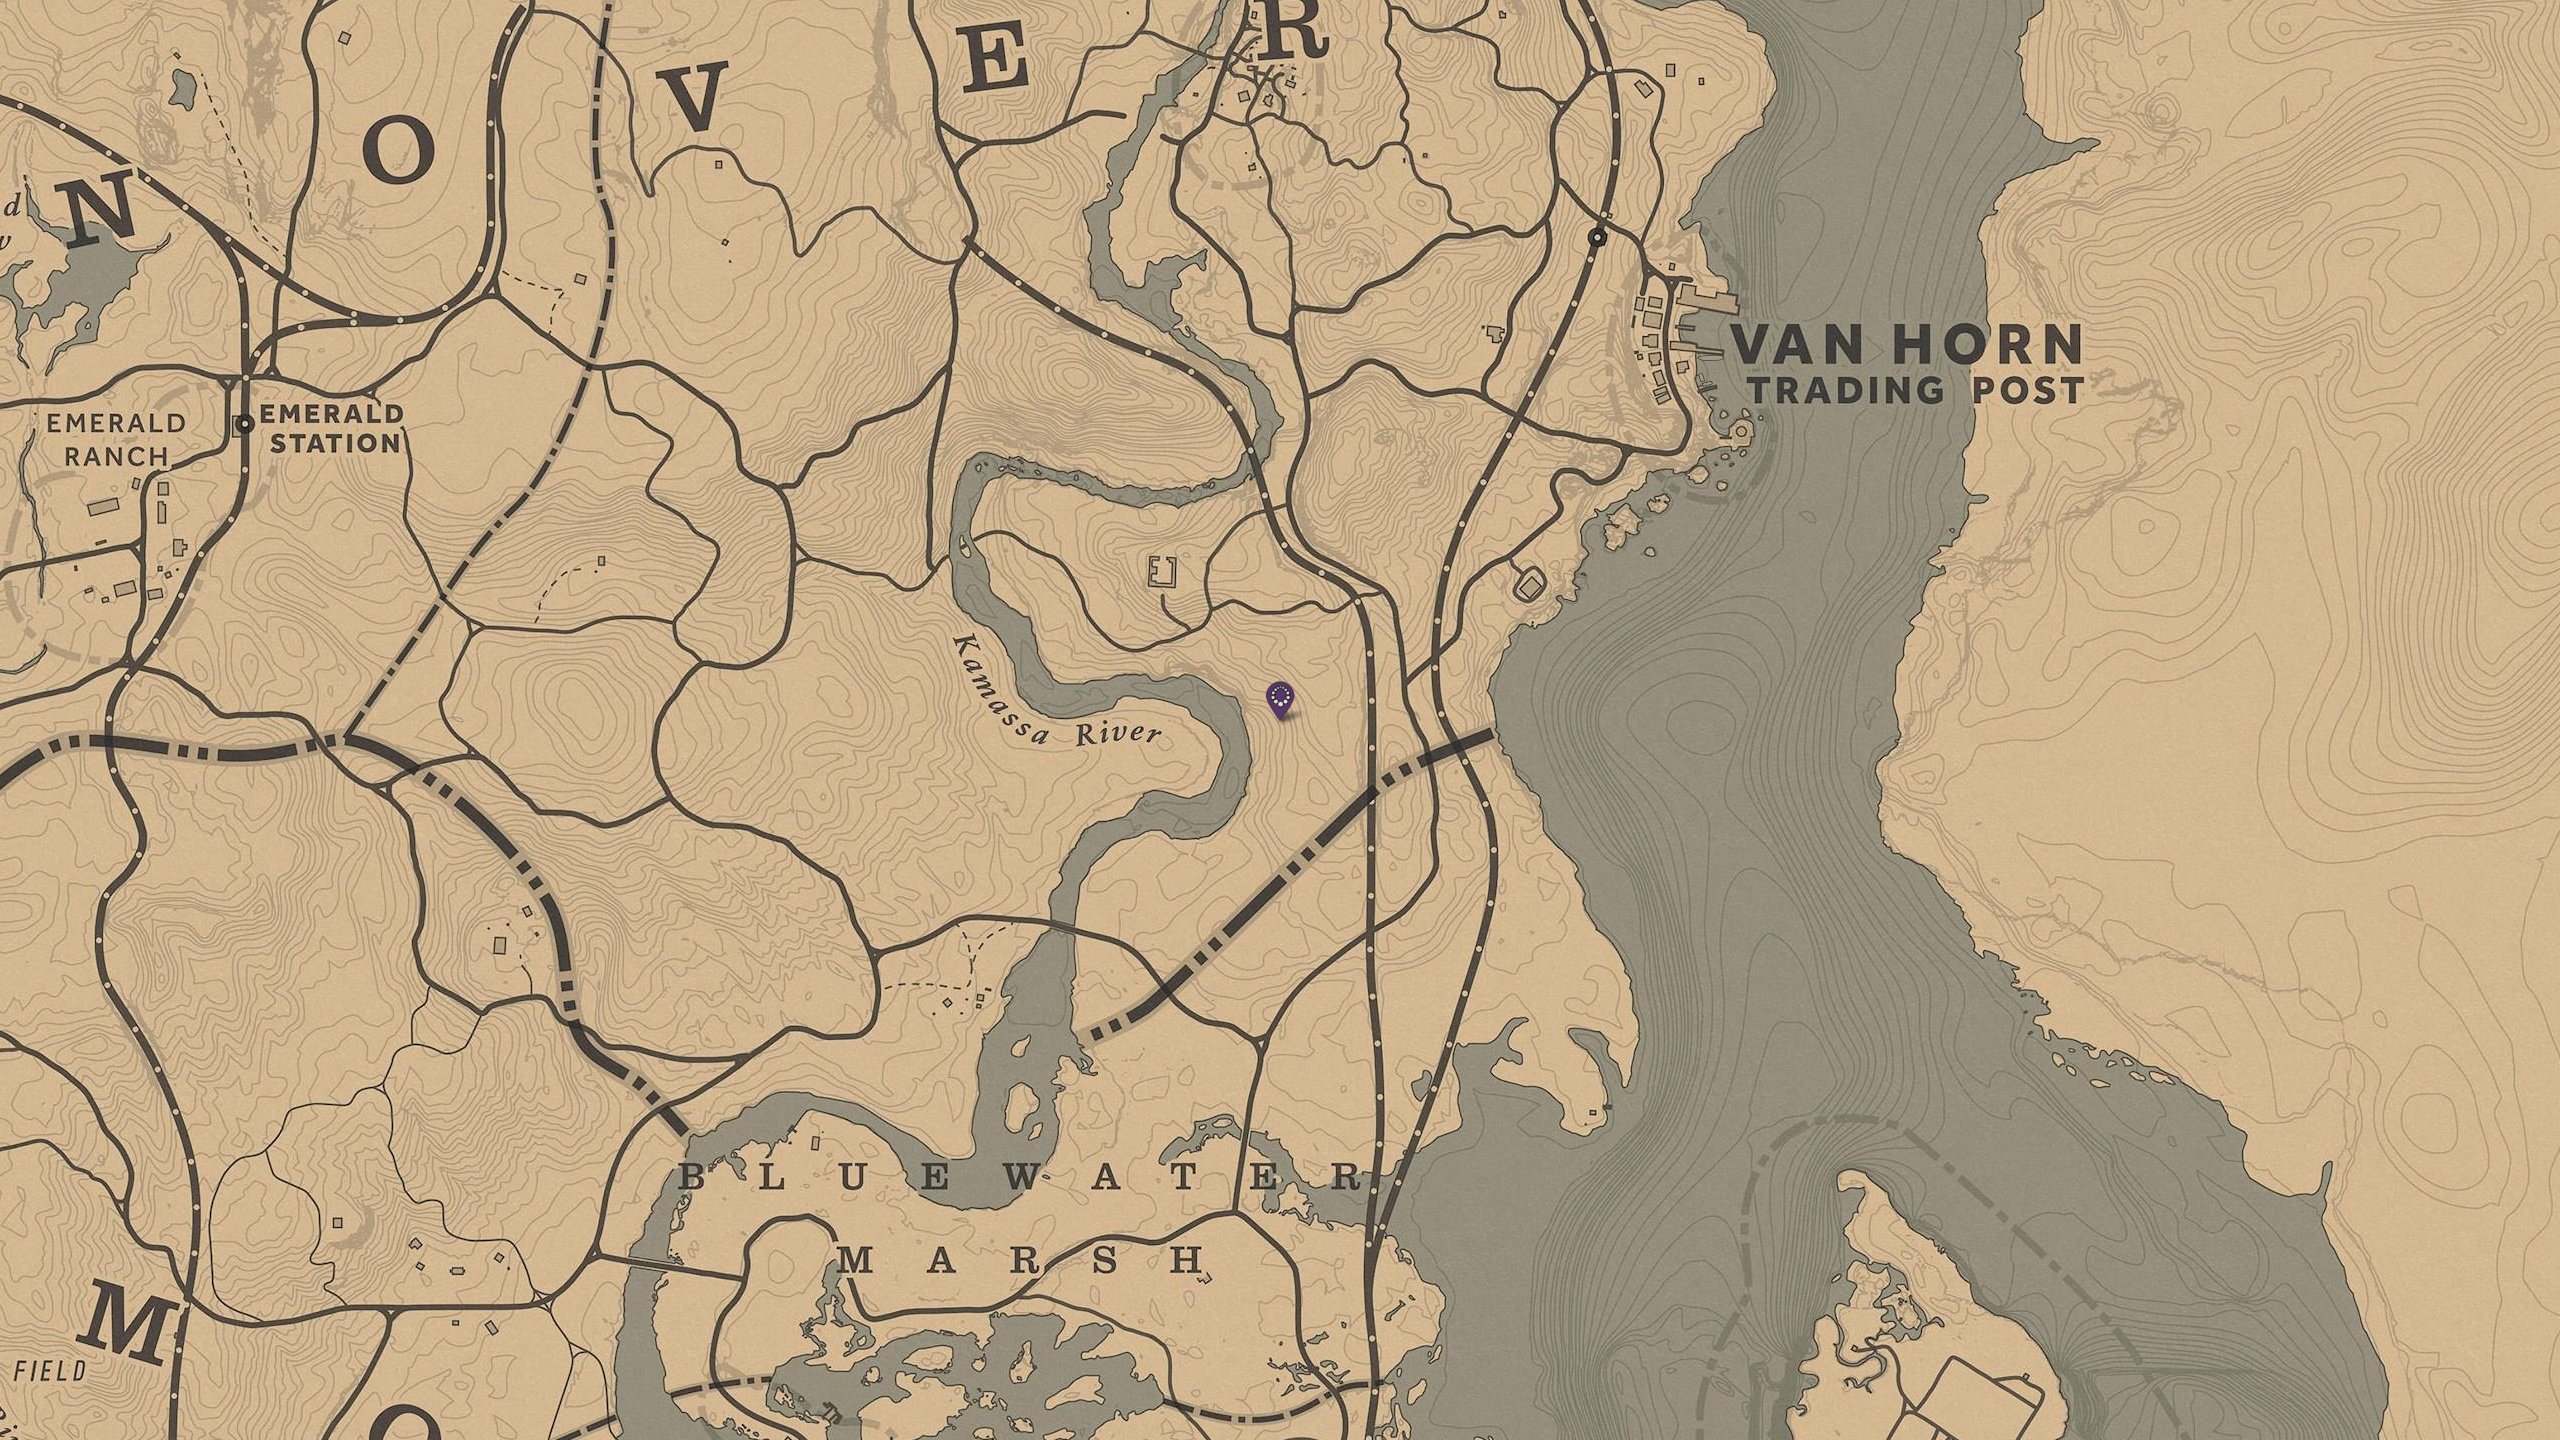 O
V
E
R
N
d
w
VAN HORN
TRADING POST
EMERALD
RANCH
EMERALD
STATION
Kamassa River
BLUEWATER
MARSH
M
FIELD
O